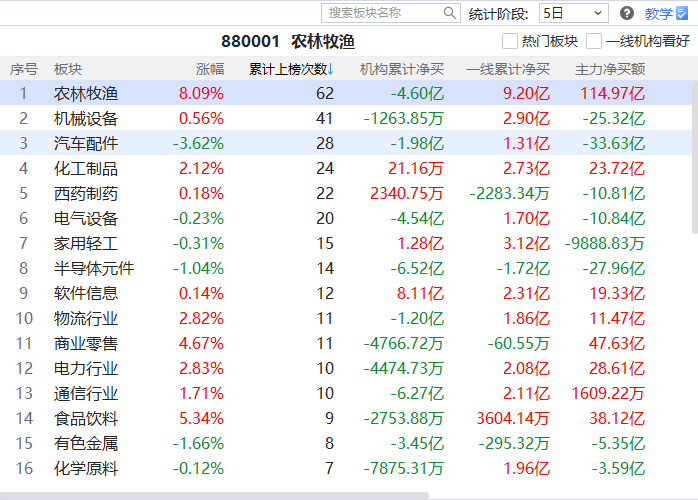 搜索板块名称 统计阶段: 5日 ? 教学
880001 农林牧渔 热门板块 一线机构看好
序号 板块 涨幅 累计上榜次数↓ 机构累计净买 一线累计净买 主力净买额
1 农林牧渔 8.09% 62 -4.60亿 9.20亿 114.97亿
2 机械设备 0.56% 41 -1263.85万 2.90亿 -25.32亿
3 汽车配件 -3.62% 28 -1.98亿 1.31亿 -33.63亿
4 化工制品 2.12% 24 21.16万 2.73亿 23.72亿
5 西药制药 0.18% 22 2340.75万 -2283.34万 -10.81亿
6 电气设备 -0.23% 20 -4.54亿 1.70亿 -10.84亿
7 家用轻工 -0.31% 15 1.28亿 3.12亿 -9888.83万
8 半导体元件 -1.04% 14 -6.52亿 -1.72亿 -27.96亿
9 软件信息 0.14% 12 8.11亿 2.31亿 19.33亿
10 物流行业 2.82% 11 -1.20亿 1.86亿 11.47亿
11 商业零售 4.67% 11 -4766.72万 -60.55万 47.63亿
12 电力行业 2.83% 10 -4474.73万 2.08亿 28.61亿
13 通信行业 1.71% 10 -6.27亿 2.11亿 1609.22万
14 食品饮料 5.34% 9 -2753.88万 3604.14万 38.12亿
15 有色金属 -1.66% 8 -3.45亿 -295.32万 -5.35亿
16 化学原料 -0.12% 7 -7875.31万 1.96亿 -3.59亿